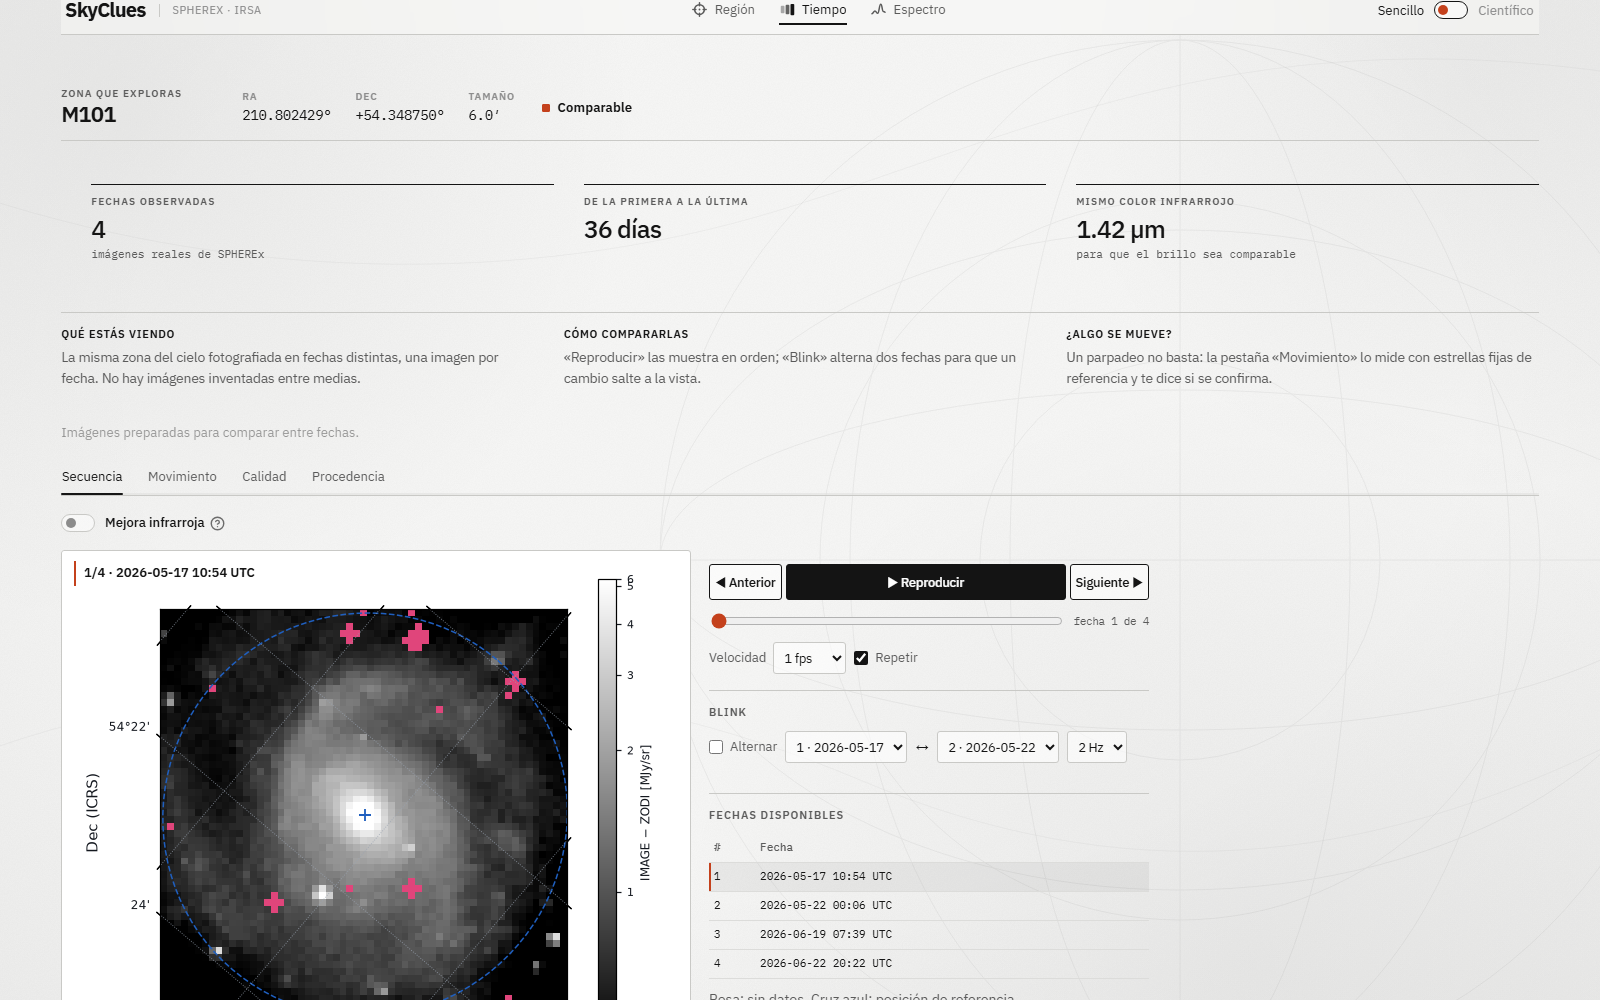 SkyClues SPHEREX · IRSA Región Tiempo Espectro Sencillo Científico
ZONA QUE EXPLORAS
M101
RA
210.802429°
DEC
+54.348750°
TAMAÑO
6.0′
Comparable
FECHAS OBSERVADAS
4
imágenes reales de SPHEREx
DE LA PRIMERA A LA ÚLTIMA
36 días
MISMO COLOR INFRARROJO
1.42 µm
para que el brillo sea comparable
QUÉ ESTÁS VIENDO
La misma zona del cielo fotografiada en fechas distintas, una imagen por
fecha. No hay imágenes inventadas entre medias.
CÓMO COMPARARLAS
«Reproducir» las muestra en orden; «Blink» alterna dos fechas para que un
cambio salte a la vista.
¿ALGO SE MUEVE?
Un parpadeo no basta: la pestaña «Movimiento» lo mide con estrellas fijas de
referencia y te dice si se confirma.
Imágenes preparadas para comparar entre fechas.
Secuencia Movimiento Calidad Procedencia
Mejora infrarroja ?
1/4 · 2026-05-17 10:54 UTC
6
5
4
3
2
1
IMAGE − ZODI [MJy/sr]
54°22'
24'
Dec (ICRS)
◀ Anterior ▶ Reproducir Siguiente ▶
fecha 1 de 4
Velocidad 1 fps Repetir
BLINK
Alternar 1 · 2026-05-17 ↔ 2 · 2026-05-22 2 Hz
FECHAS DISPONIBLES
# Fecha
1 2026-05-17 10:54 UTC
2 2026-05-22 00:06 UTC
3 2026-06-19 07:39 UTC
4 2026-06-22 20:22 UTC
Rosa: sin datos. Cruz azul: posición de referencia.